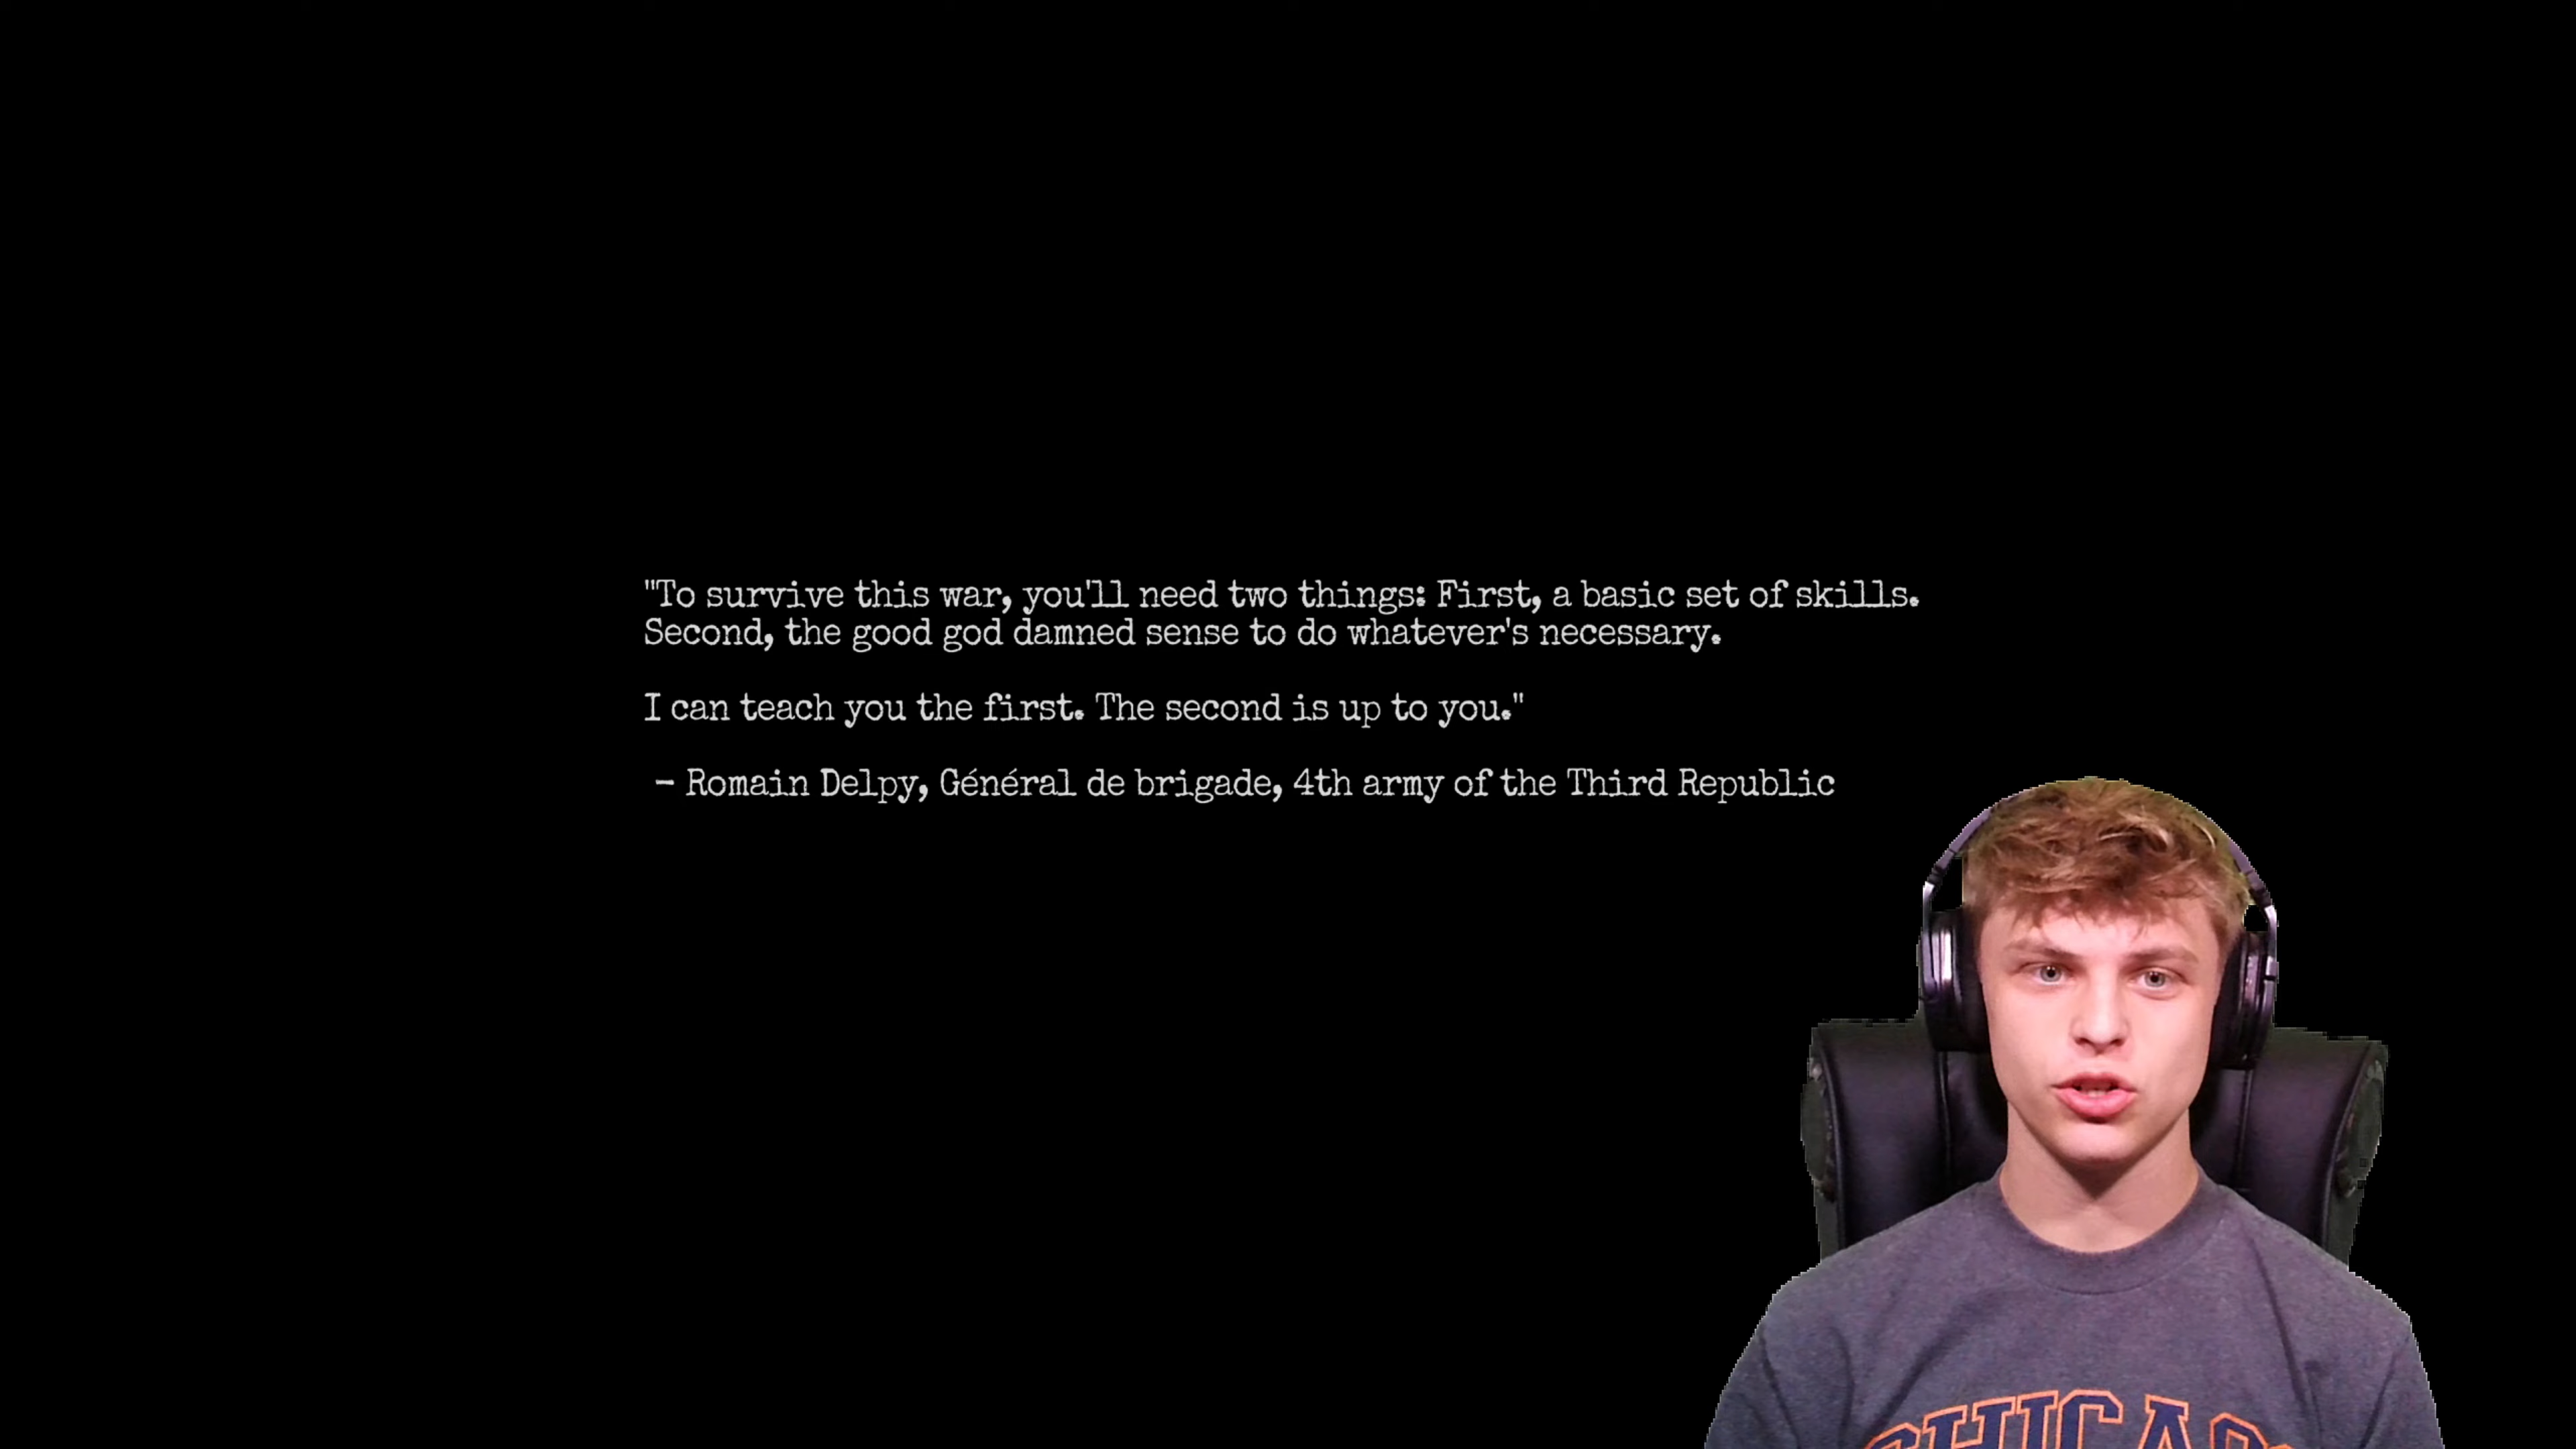 "To survive this war, you'll need two things: First, a basic set of skills.
Second, the good god damned sense to do whatever's necessary.
I can teach you the first. The second is up to you."
– Romain Delpy, Général de brigade, 4th army of the Third Republic